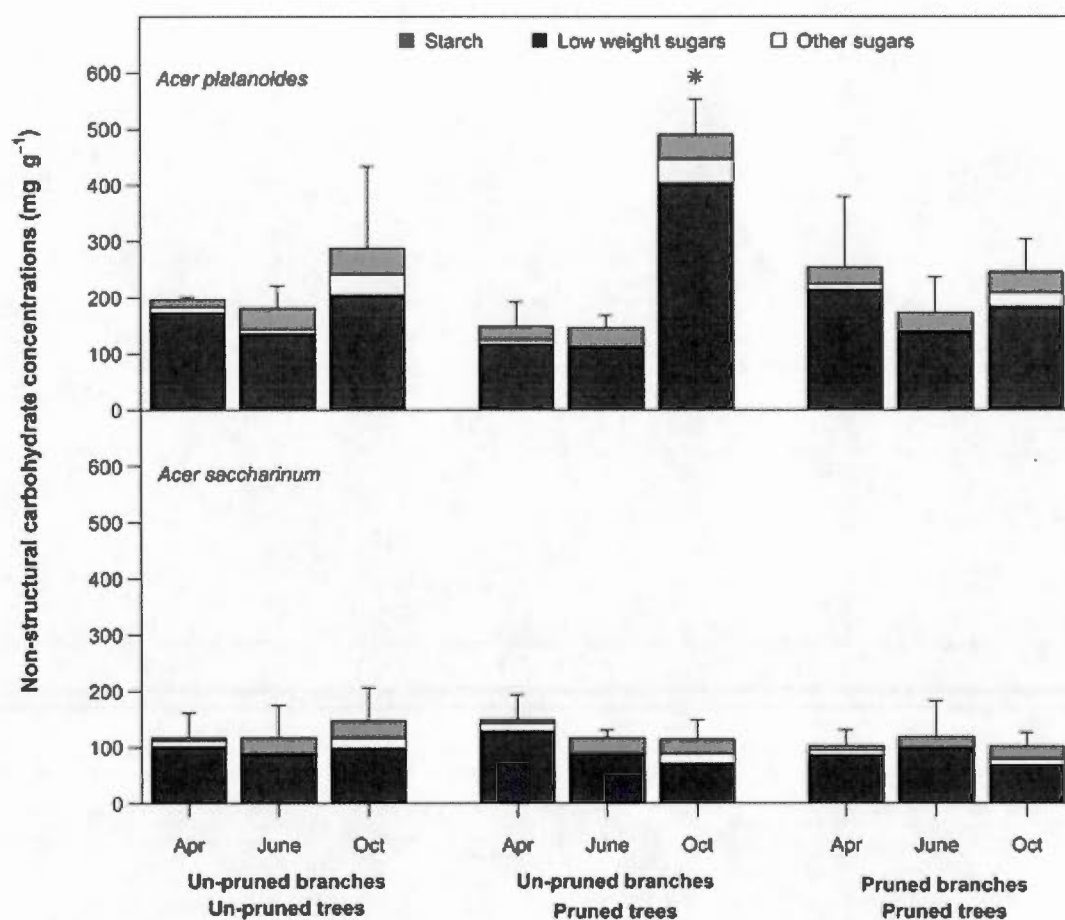 Starch Low weight sugars Other sugars
Acer platanoides
*
Non-structural carbohydrate concentrations (mg g⁻¹)
600
500
400
300
200
100
0
Acer saccharinum
600
500
400
300
200
100
0
Apr June Oct Apr June Oct Apr June Oct
Un-pruned branches Un-pruned branches Pruned branches
Un-pruned trees Pruned trees Pruned trees